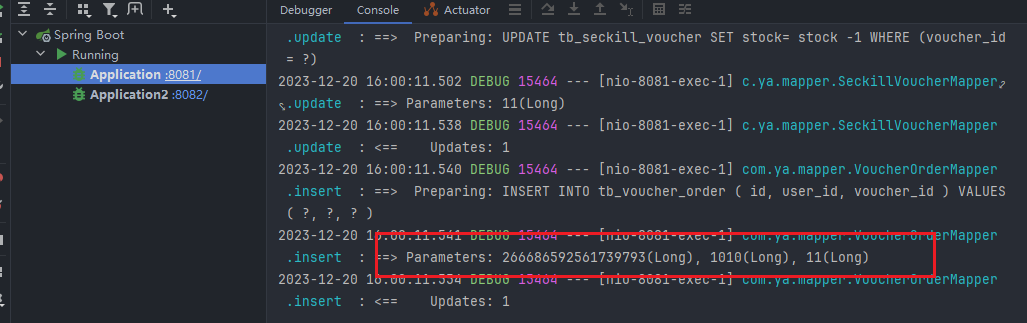 Debugger
Console
Actuator
Spring Boot
Running
Application :8081/
Application2 :8082/
.update  : ==>  Preparing: UPDATE tb_seckill_voucher SET stock= stock -1 WHERE (voucher_id
= ?)
2023-12-20 16:00:11.502 DEBUG 15464 --- [nio-8081-exec-1] c.ya.mapper.SeckillVoucherMapper
.update  : ==> Parameters: 11(Long)
2023-12-20 16:00:11.538 DEBUG 15464 --- [nio-8081-exec-1] c.ya.mapper.SeckillVoucherMapper
.update  : <==    Updates: 1
2023-12-20 16:00:11.540 DEBUG 15464 --- [nio-8081-exec-1] com.ya.mapper.VoucherOrderMapper
.insert  : ==>  Preparing: INSERT INTO tb_voucher_order ( id, user_id, voucher_id ) VALUES
( ?, ?, ? )
2023-12-20 16:00:11.541 DEBUG 15464 --- [nio-8081-exec-1] com.ya.mapper.VoucherOrderMapper
.insert  : ==> Parameters: 266686592561739793(Long), 1010(Long), 11(Long)
2023-12-20 16:00:11.554 DEBUG 15464 --- [nio-8081-exec-1] com.ya.mapper.VoucherOrderMapper
.insert  : <==    Updates: 1